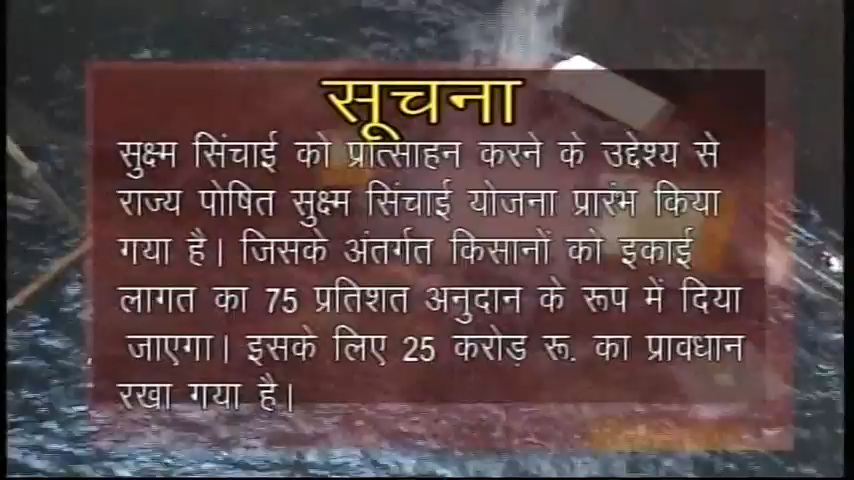 सूचना
सुक्ष्म सिंचाई को प्रोत्साहन करने के उद्देश्य से
राज्य पोषित सुक्ष्म सिंचाई योजना प्रारंभ किया
गया है। जिसके अंतर्गत किसानों को इकाई
लागत का 75 प्रतिशत अनुदान के रूप में दिया
जाएगा। इसके लिए 25 करोड़ रू. का प्रावधान
रखा गया है।